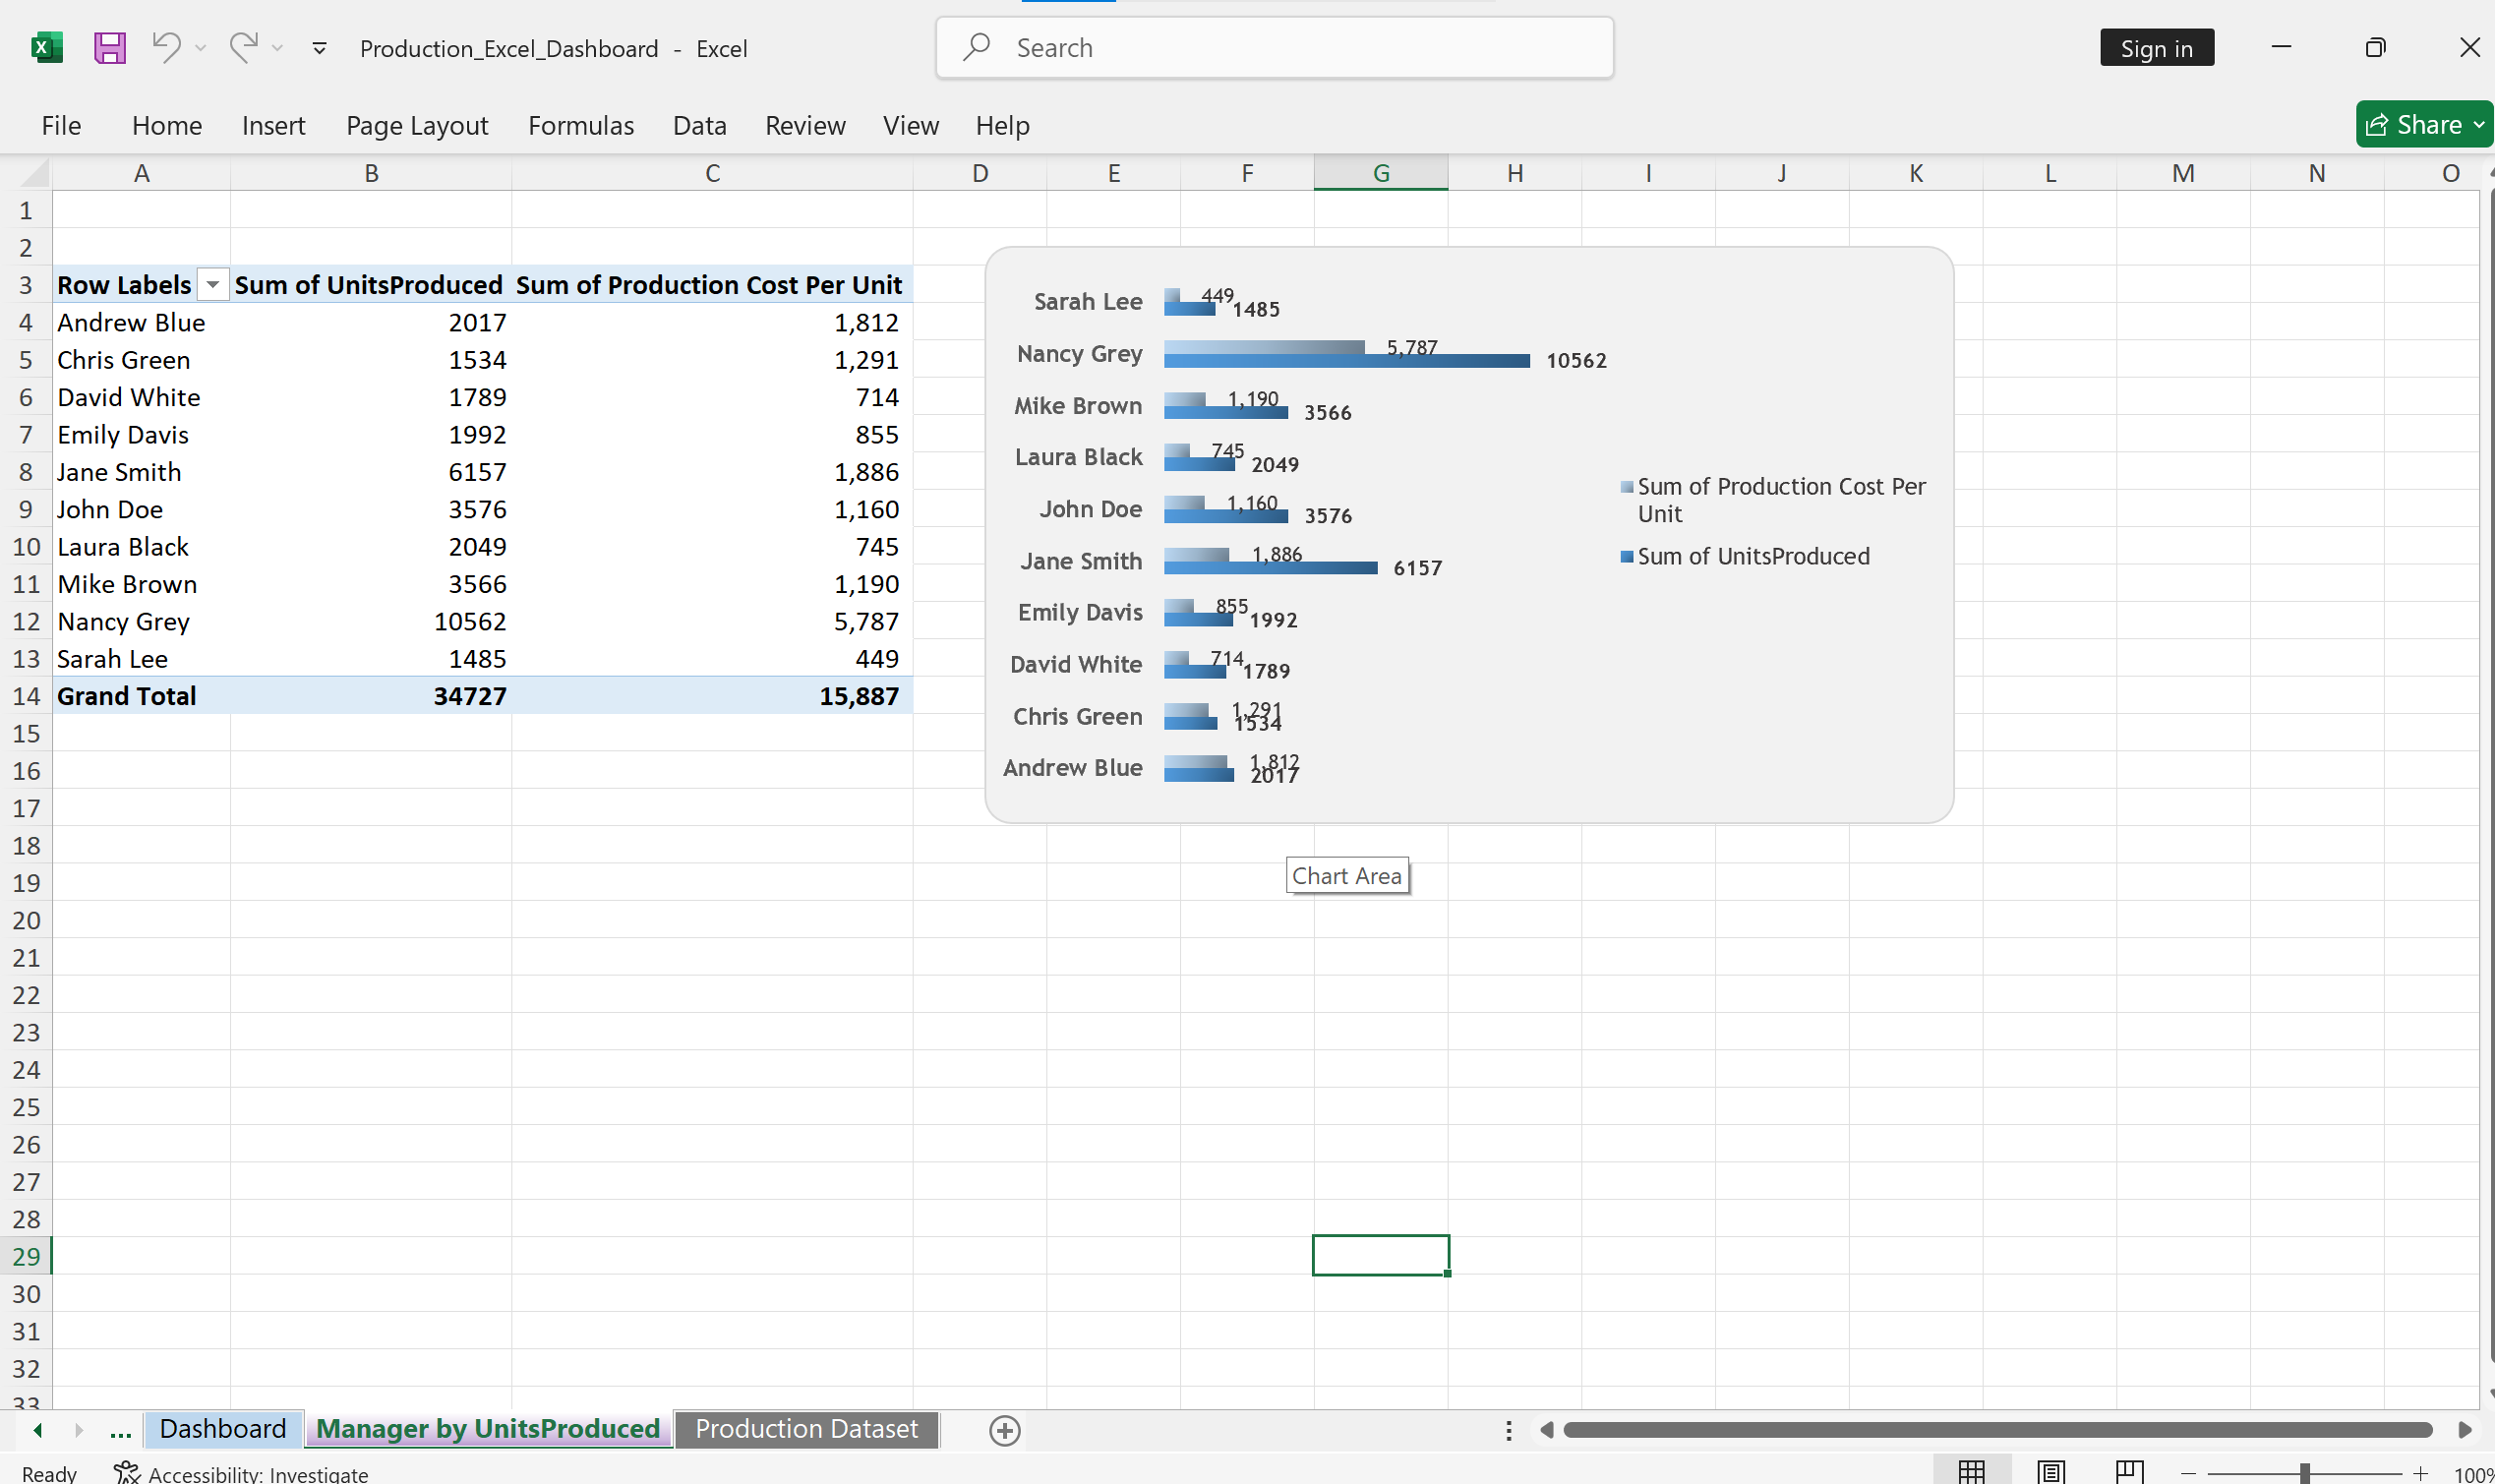 Production_Excel_Dashboard - Excel
Search
Sign in
File Home Insert Page Layout Formulas Data Review View Help
Share
A B C D E F G H I J K L M N O
1
2
3 Row Labels Sum of UnitsProduced Sum of Production Cost Per Unit
4 Andrew Blue 2017 1,812
5 Chris Green 1534 1,291
6 David White 1789 714
7 Emily Davis 1992 855
8 Jane Smith 6157 1,886
9 John Doe 3576 1,160
10 Laura Black 2049 745
11 Mike Brown 3566 1,190
12 Nancy Grey 10562 5,787
13 Sarah Lee 1485 449
14 Grand Total 34727 15,887
15
16
17
18
19
20
21
22
23
24
25
26
27
28
29
30
31
32
33
Sarah Lee 449 1485
Nancy Grey 5,787 10562
Mike Brown 1,190 3566
Laura Black 745 2049
John Doe 1,160 3576
Jane Smith 1,886 6157
Emily Davis 855 1992
David White 714 1789
Chris Green 1,291 1534
Andrew Blue 1,812 2017
Sum of Production Cost Per
Unit
Sum of UnitsProduced
Chart Area
... Dashboard Manager by UnitsProduced Production Dataset
Ready Accessibility: Investigate 100%